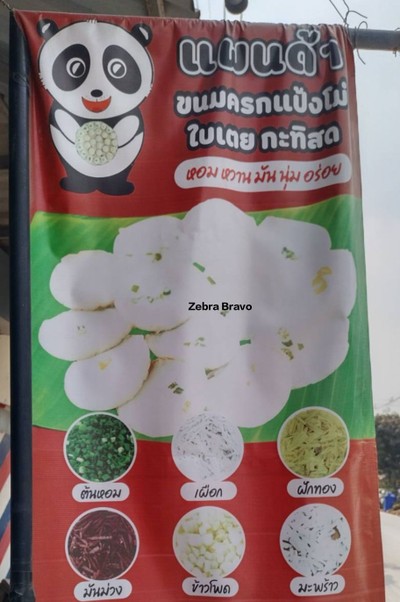 แพนด้า
ขนมครกแป้งโม่
ใบเตย กะทิสด
หอม หวาน มัน นุ่ม อร่อย
Zebra Bravo
ต้นหอม
เผือก
ฝักทอง
มันม่วง
ข้าวโพด
มะพร้าว